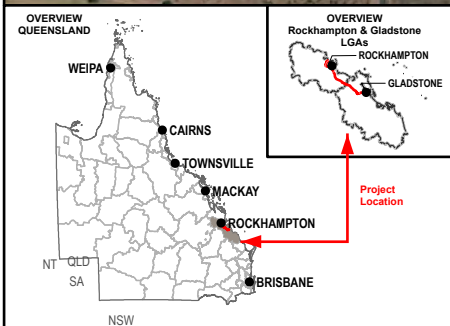 OVERVIEW
QUEENSLAND
WEIPA
CAIRNS
TOWNSVILLE
MACKAY
ROCKHAMPTON
BRISBANE
NT
QLD
SA
NSW
OVERVIEW
Rockhampton & Gladstone
LGAs
ROCKHAMPTON
GLADSTONE
Project
Location